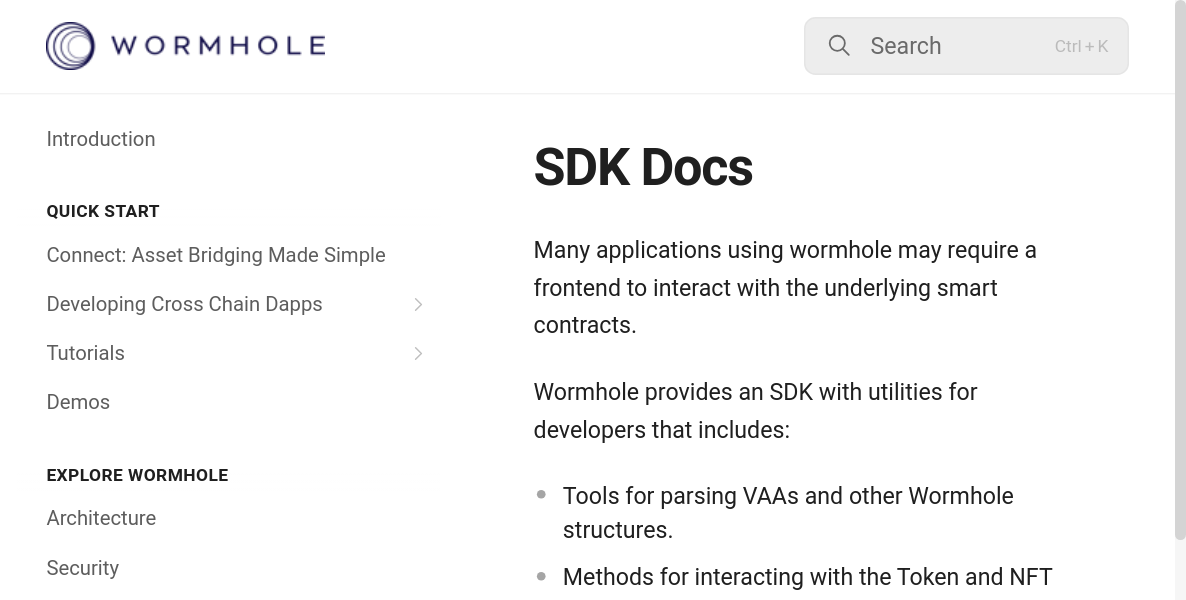 WORMHOLE
Search
Ctrl + K
Introduction
QUICK START
Connect: Asset Bridging Made Simple
Developing Cross Chain Dapps
Tutorials
Demos
EXPLORE WORMHOLE
Architecture
Security
SDK Docs
Many applications using wormhole may require a
frontend to interact with the underlying smart
contracts.
Wormhole provides an SDK with utilities for
developers that includes:
Tools for parsing VAAs and other Wormhole
structures.
Methods for interacting with the Token and NFT